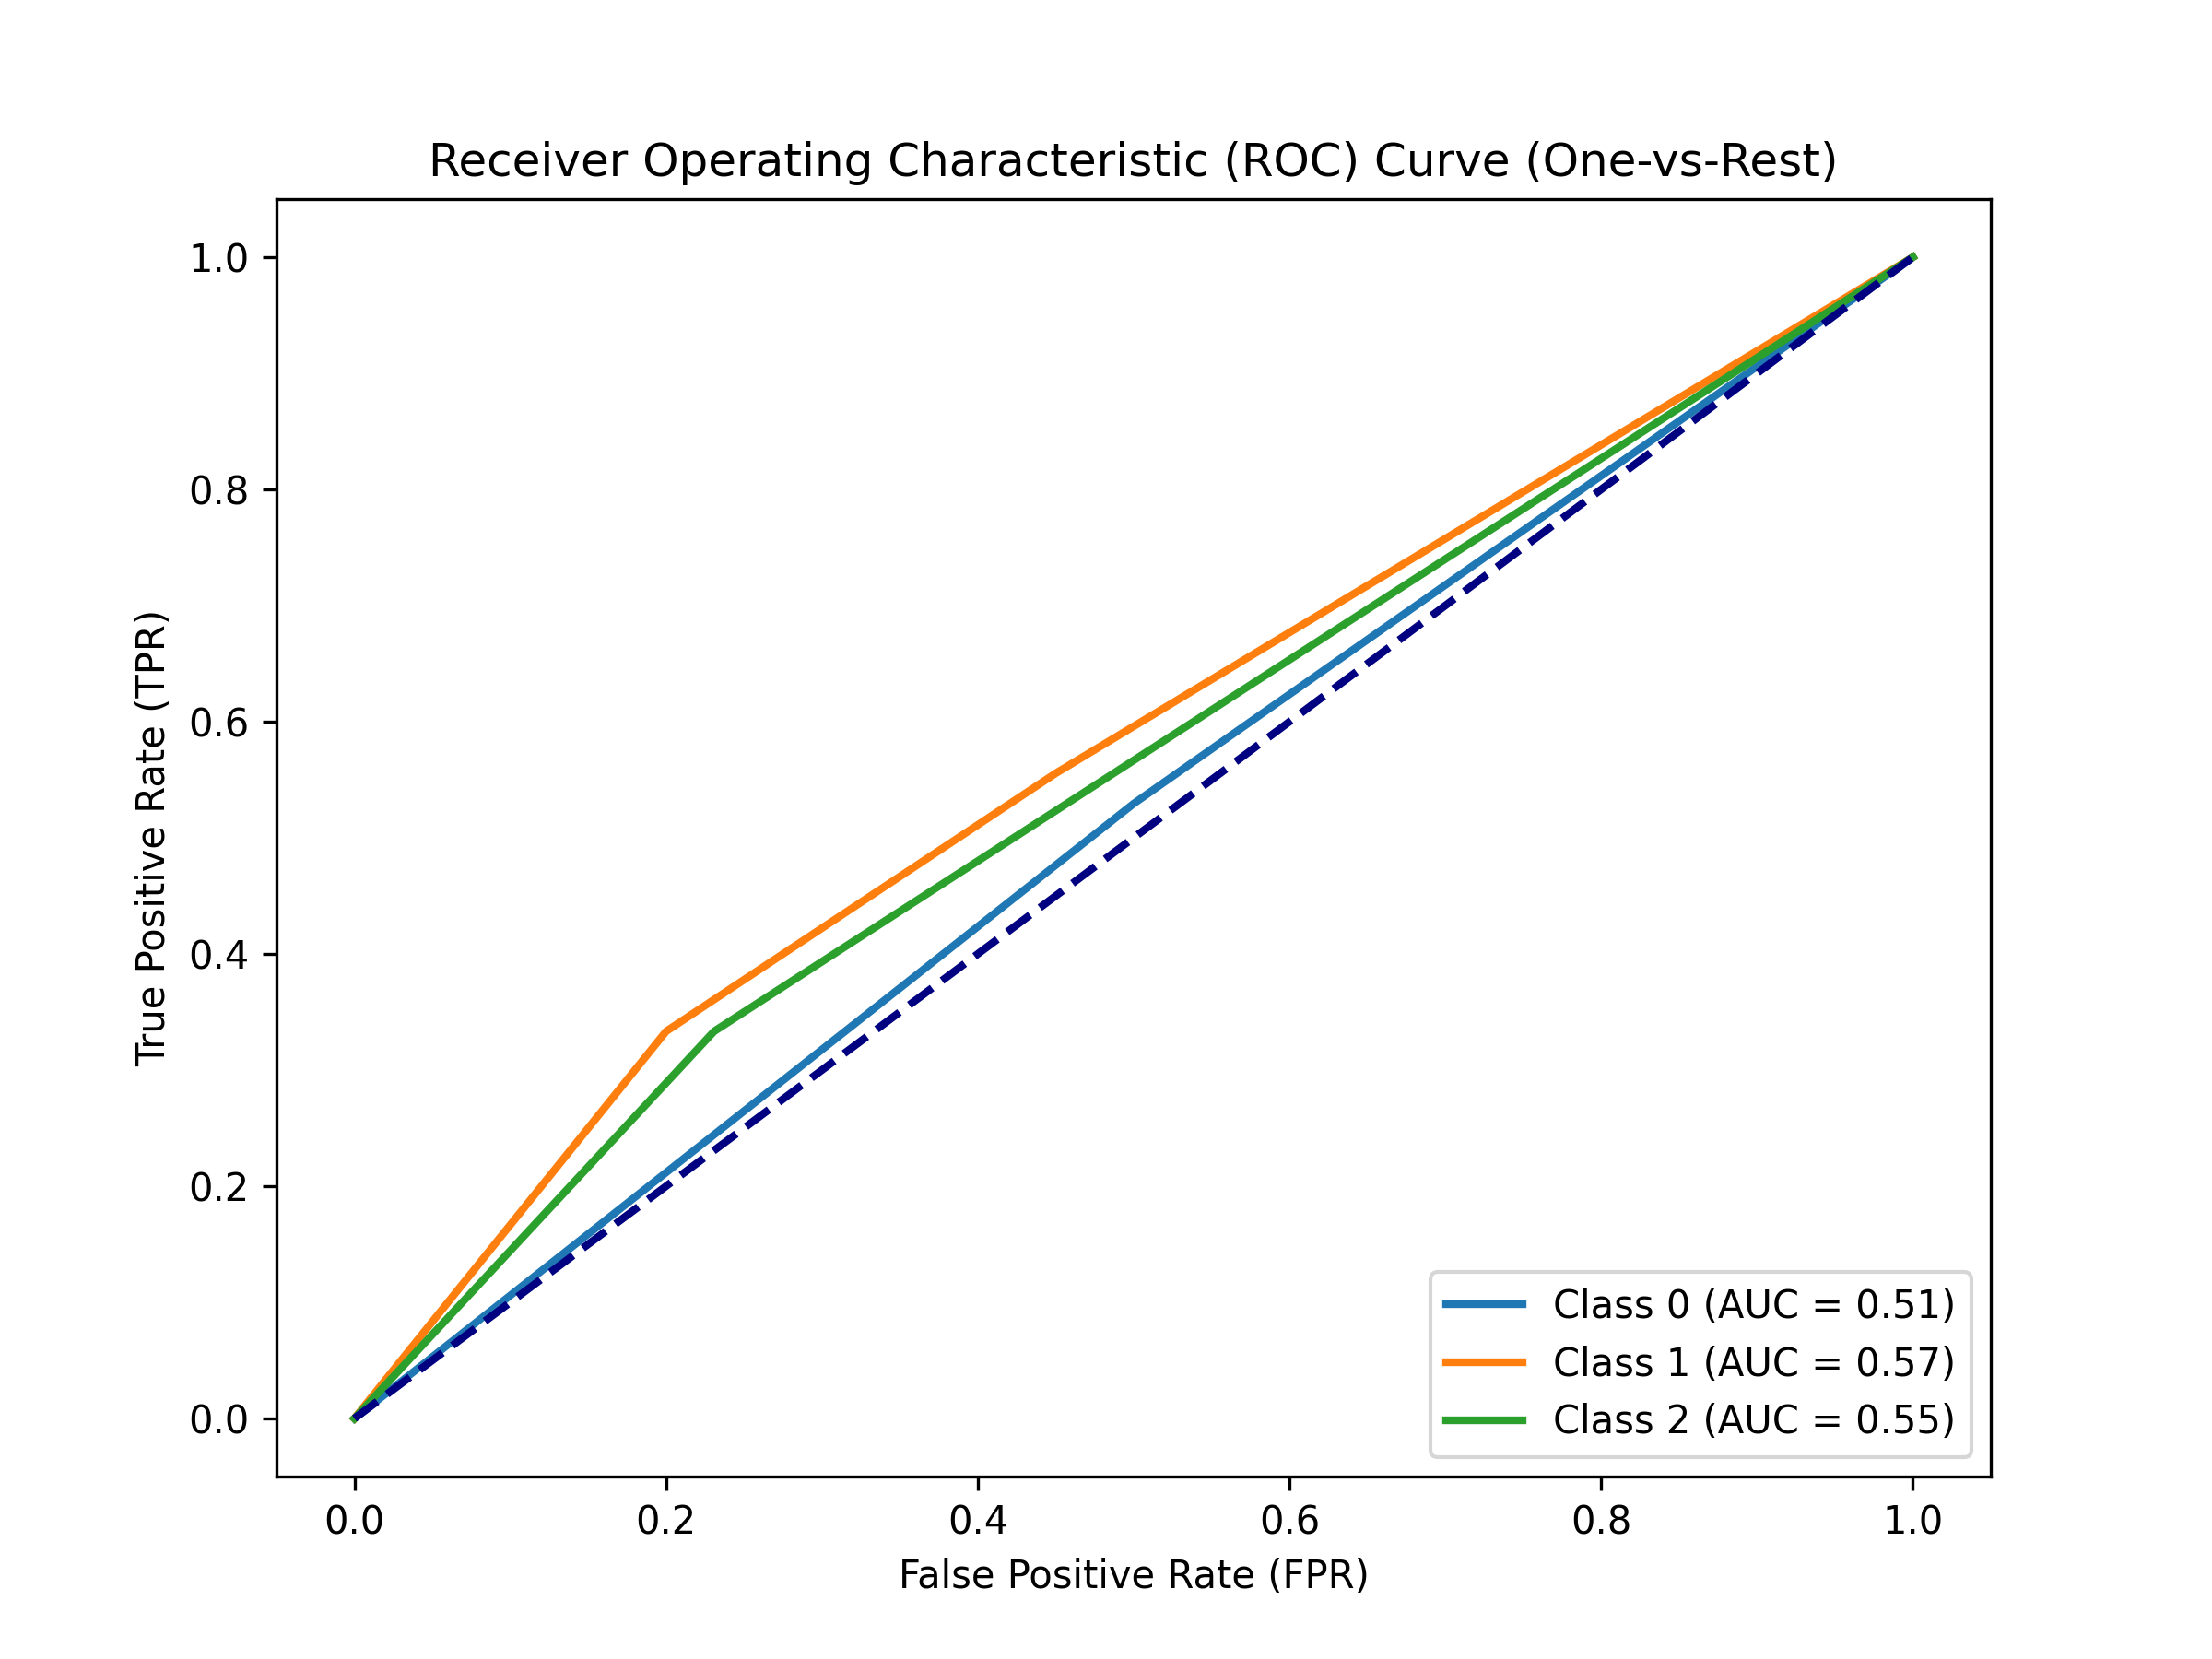 Receiver Operating Characteristic (ROC) Curve (One-vs-Rest)
True Positive Rate (TPR)
1.0
0.8
0.6
0.4
0.2
0.0
Class 0 (AUC = 0.51)
Class 1 (AUC = 0.57)
Class 2 (AUC = 0.55)
0.0 0.2 0.4 0.6 0.8 1.0
False Positive Rate (FPR)